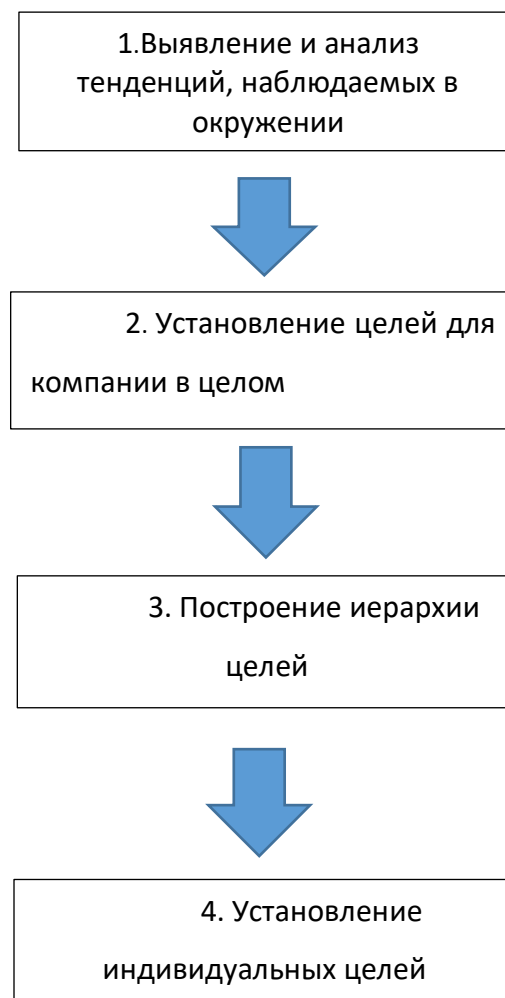 1.Выявление и анализ
тенденций, наблюдаемых в
окружении
2. Установление целей для
компании в целом
3. Построение иерархии
целей
4. Установление
индивидуальных целей